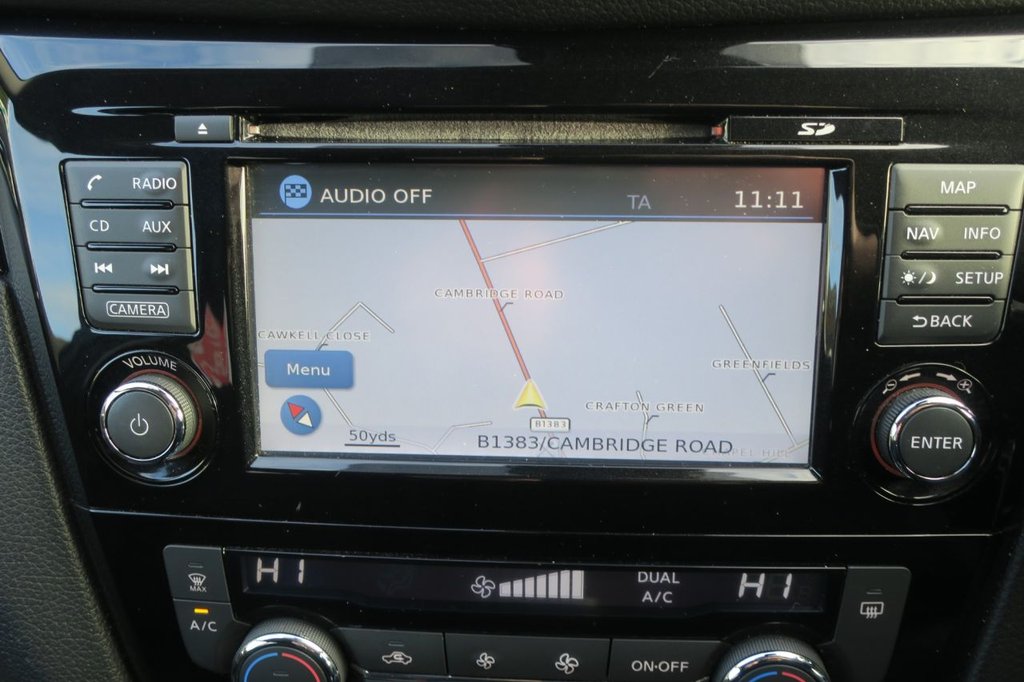 SD
RADIO
CD AUX
CAMERA
VOLUME
AUDIO OFF TA 11:11
CAMBRIDGE ROAD
CAWKELL CLOSE
GREENFIELDS
Menu
CRAFTON GREEN
B1383
50yds
B1383/CAMBRIDGE ROAD
MAP
NAV INFO
SETUP
BACK
ENTER
MAX
A/C
HI
DUAL
A/C
HI
ON·OFF